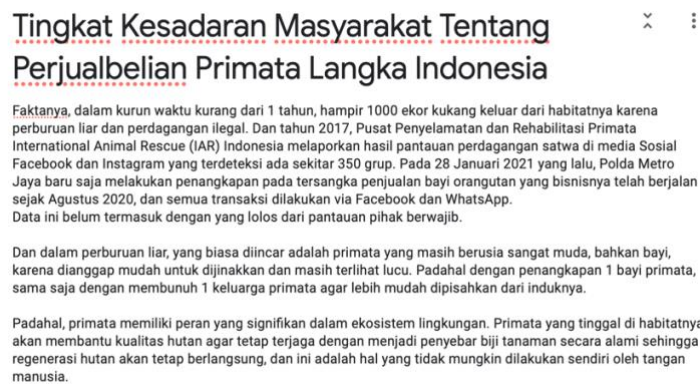 Tingkat Kesadaran Masyarakat Tentang
Perjualbelian Primata Langka Indonesia
Faktanya, dalam kurun waktu kurang dari 1 tahun, hampir 1000 ekor kukang keluar dari habitatnya karena
perburuan liar dan perdagangan ilegal. Dan tahun 2017, Pusat Penyelamatan dan Rehabilitasi Primata
International Animal Rescue (IAR) Indonesia melaporkan hasil pantauan perdagangan satwa di media Sosial
Facebook dan Instagram yang terdeteksi ada sekitar 350 grup. Pada 28 Januari 2021 yang lalu, Polda Metro
Jaya baru saja melakukan penangkapan pada tersangka penjualan bayi orangutan yang bisnisnya telah berjalan
sejak Agustus 2020, dan semua transaksi dilakukan via Facebook dan WhatsApp.
Data ini belum termasuk dengan yang lolos dari pantauan pihak berwajib.
Dan dalam perburuan liar, yang biasa diincar adalah primata yang masih berusia sangat muda, bahkan bayi,
karena dianggap mudah untuk dijinakkan dan masih terlihat lucu. Padahal dengan penangkapan 1 bayi primata,
sama saja dengan membunuh 1 keluarga primata agar lebih mudah dipisahkan dari induknya.
Padahal, primata memiliki peran yang signifikan dalam ekosistem lingkungan. Primata yang tinggal di habitatnya
akan membantu kualitas hutan agar tetap terjaga dengan menjadi penyebar biji tanaman secara alami sehingga
regenerasi hutan akan tetap berlangsung, dan ini adalah hal yang tidak mungkin dilakukan sendiri oleh tangan
manusia.